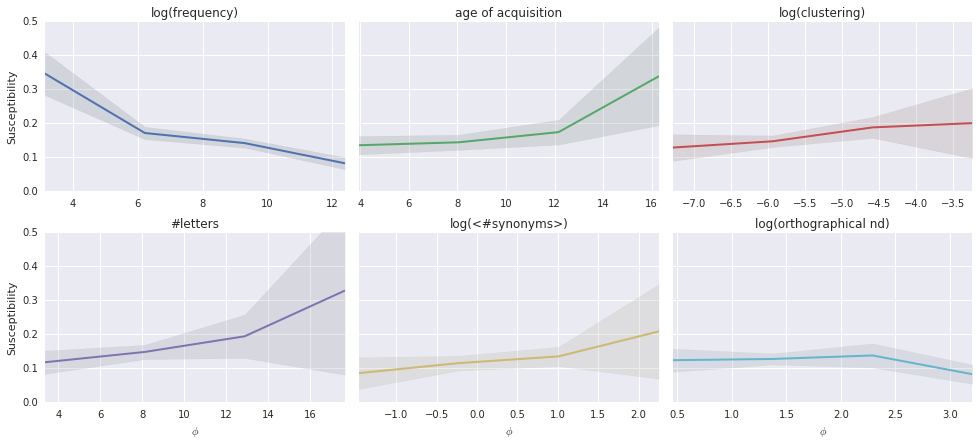 log(frequency) age of acquisition log(clustering)
Susceptibility
0.5
0.4
0.3
0.2
0.1
0.0
4 6 8 10 12
4 6 8 10 12 14 16
−7.0 −6.5 −6.0 −5.5 −5.0 −4.5 −4.0 −3.5
#letters log(<#synonyms>) log(orthographical nd)
Susceptibility
0.5
0.4
0.3
0.2
0.1
0.0
4 6 8 10 12 14 16
−1.0 −0.5 0.0 0.5 1.0 1.5 2.0
0.5 1.0 1.5 2.0 2.5 3.0
ϕ ϕ ϕ